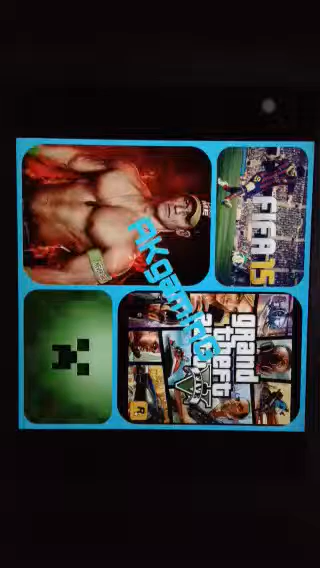 FIFA 15
AKgaminG
grand
theft
auto
V
R